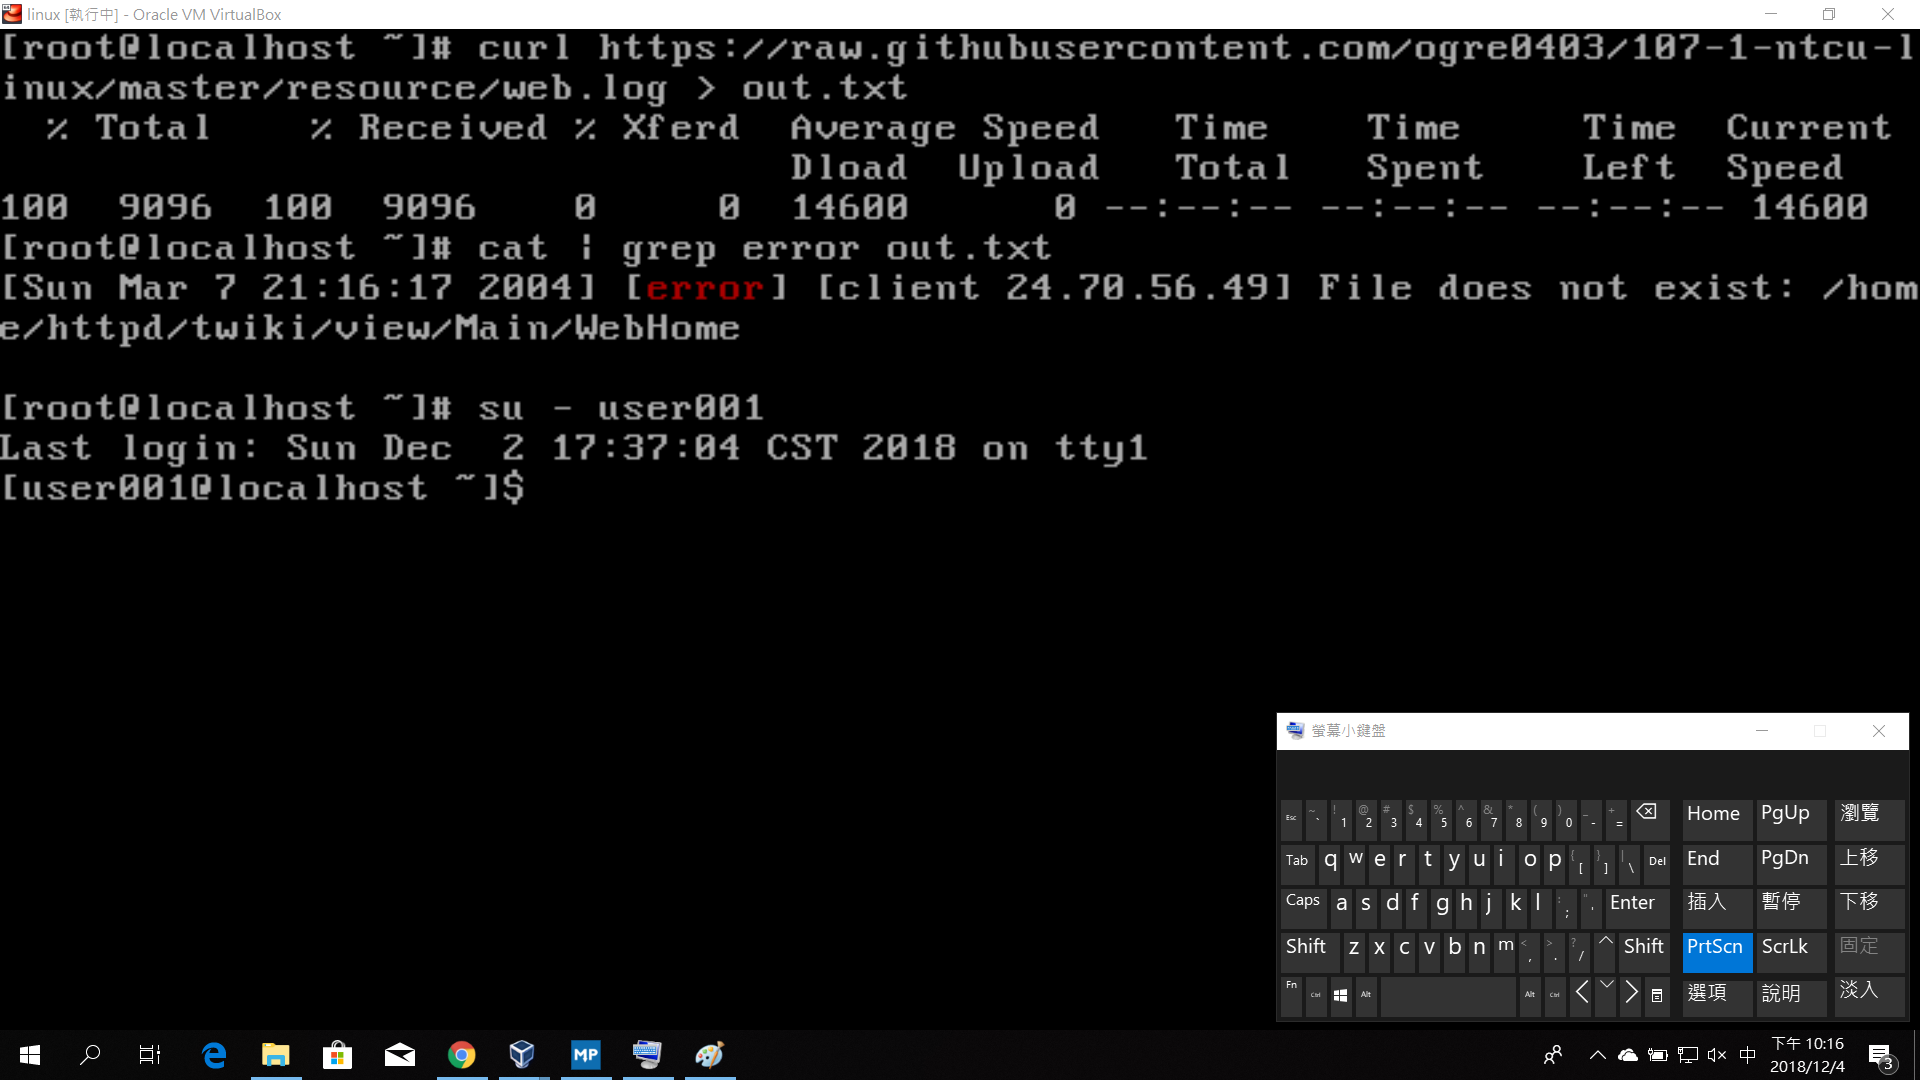 linux [執行中] - Oracle VM VirtualBox
[root@localhost ~]# curl https://raw.githubusercontent.com/ogre0403/107-1-ntcu-l
inux/master/resource/web.log > out.txt
  % Total    % Received % Xferd  Average Speed   Time    Time     Time  Current
                                 Dload  Upload   Total   Spent    Left  Speed
100  9096  100  9096    0     0  14600      0 --:--:-- --:--:-- --:--:-- 14600
[root@localhost ~]# cat | grep error out.txt
[Sun Mar 7 21:16:17 2004] [error] [client 24.70.56.49] File does not exist: /hom
e/httpd/twiki/view/Main/WebHome
[root@localhost ~]# su - user001
Last login: Sun Dec  2 17:37:04 CST 2018 on tty1
[user001@localhost ~]$
螢幕小鍵盤
Esc ~ ` ! 1 @ 2 # 3 $ 4 % 5 ^ 6 & 7 * 8 ( 9 ) 0 _ - + = Home PgUp 瀏覽
Tab q w e r t y u i o p { [ } ] | \ Del End PgDn 上移
Caps a s d f g h j k l : ; " ' Enter 插入 暫停 下移
Shift z x c v b n m < , > . ? / Shift PrtScn ScrLk 固定
Fn Ctrl Alt Alt Ctrl 選項 說明 淡入
MP
中
下午 10:16
2018/12/4
3